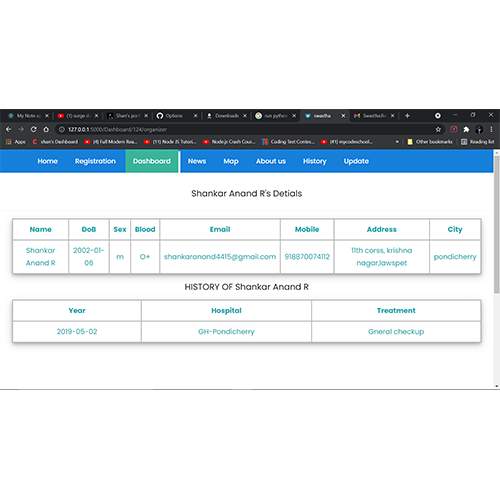 My Note u
(1) surge d
Shan's port
Options
Downloads
run python
swastha
Swastha/l
127.0.0.1:5000/Dashboard/124/organizer
Apps C shan's Dashboard (4) Full Modern Rea... (11) Node JS Tutori... Node.js Crash Cour... Coding Test Contes... (41) mycodeschool... » Other bookmarks Reading list
Home Registration Dashboard News Map About us History Update
Shankar Anand R's Detials
Name DoB Sex Blood Email Mobile Address City
Shankar Anand R 2002-01-06 m O+ shankaranand4415@gmail.com 918870074112 11th corss, krishna nagar,lawspet pondicherry
HISTORY OF Shankar Anand R
Year Hospital Treatment
2019-05-02 GH-Pondicherry Gneral checkup